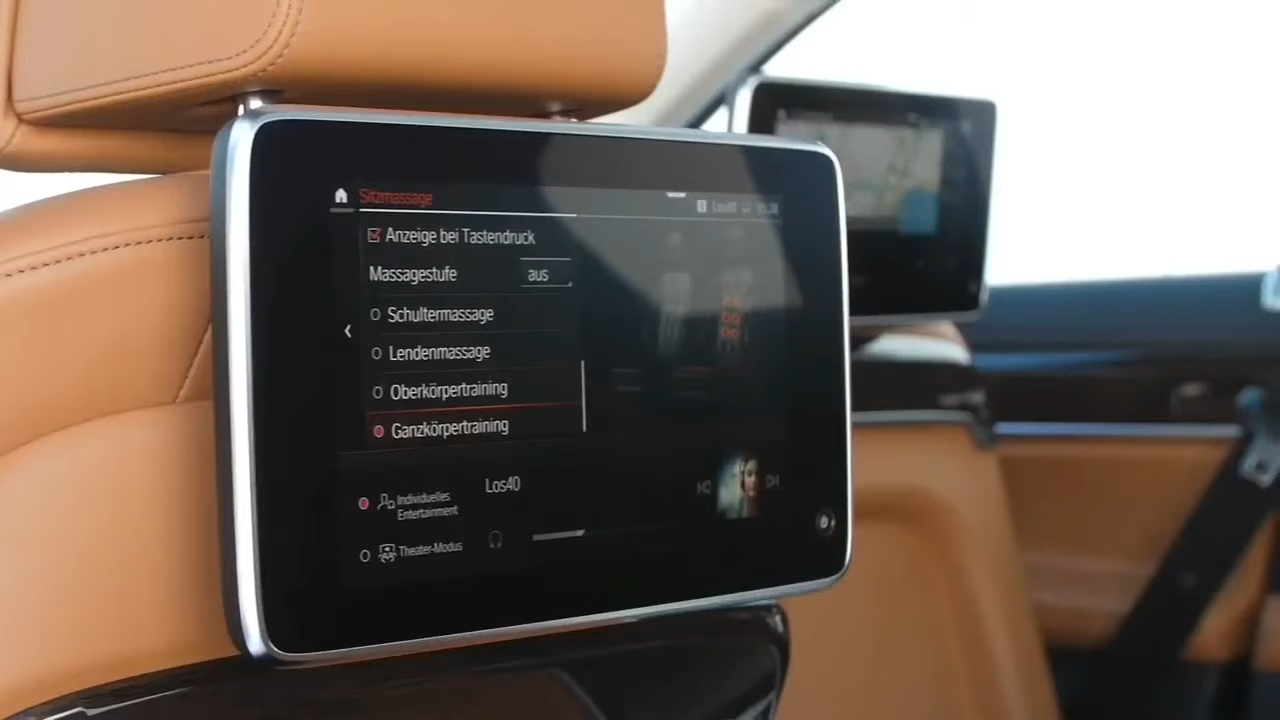 Sitzmassage
Anzeige bei Tastendruck
Massagestufe aus
Schultermassage
Lendenmassage
Oberkörpertraining
Ganzkörpertraining
Los40
Individuelles
Entertainment
Theater-Modus